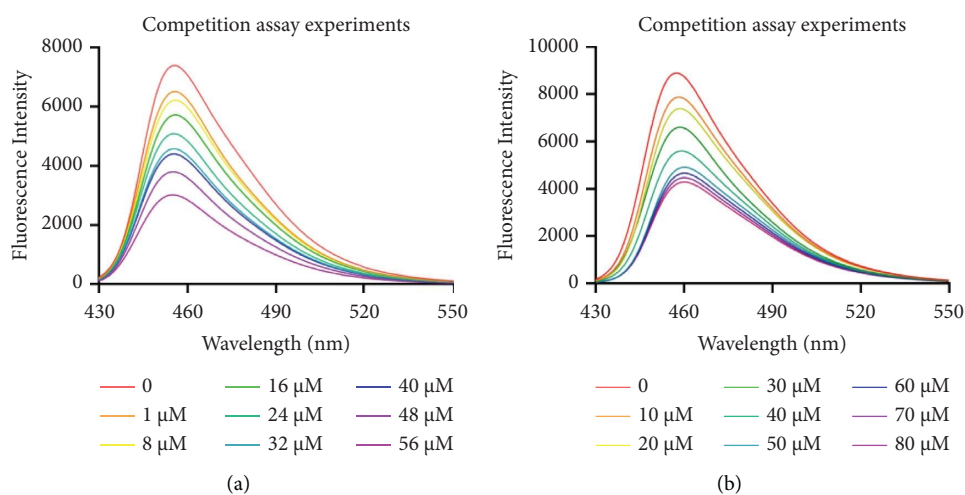 Competition assay experiments
8000
6000
4000
2000
0
Fluorescence Intensity
430 460 490 520 550
Wavelength (nm)
0 16 μM 40 μM
1 μM 24 μM 48 μM
8 μM 32 μM 56 μM
(a)
Competition assay experiments
10000
8000
6000
4000
2000
0
Fluorescence Intensity
430 460 490 520 550
Wavelength (nm)
0 30 μM 60 μM
10 μM 40 μM 70 μM
20 μM 50 μM 80 μM
(b)